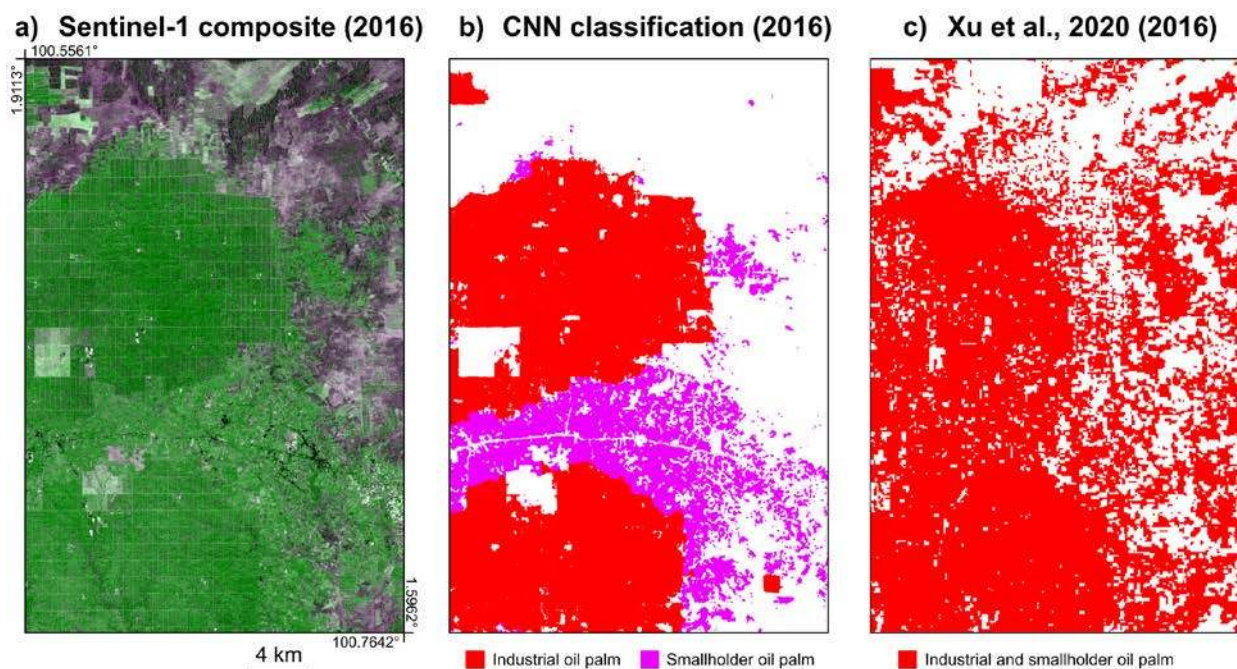 a) Sentinel-1 composite (2016)
b) CNN classification (2016)
c) Xu et al., 2020 (2016)
100.5561°
1.9113°
1.5962°
100.7642°
4 km
Industrial oil palm
Smallholder oil palm
Industrial and smallholder oil palm